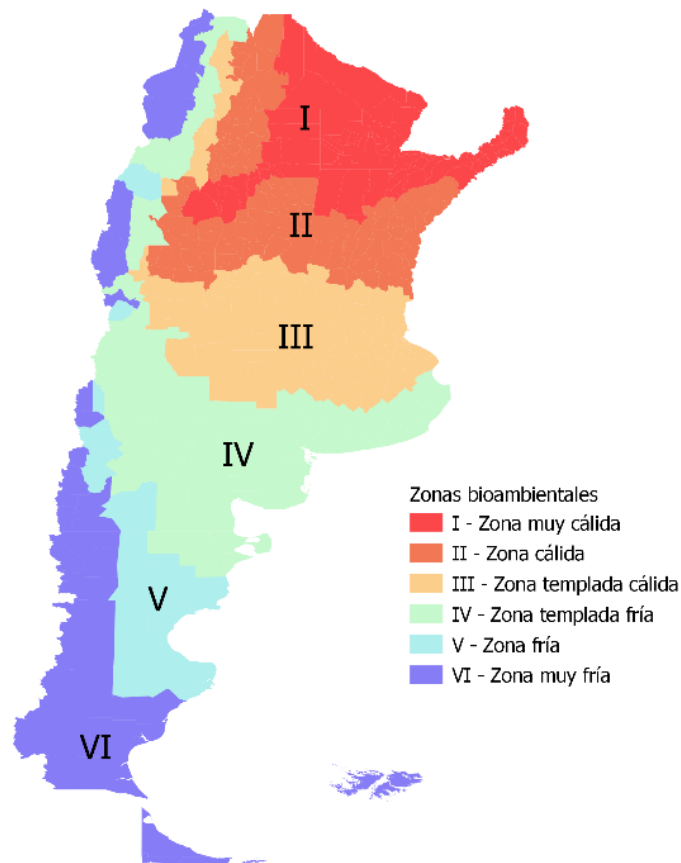 I
II
III
IV
V
VI
Zonas bioambientales
I - Zona muy cálida
II - Zona cálida
III - Zona templada cálida
IV - Zona templada fría
V - Zona fría
VI - Zona muy fría